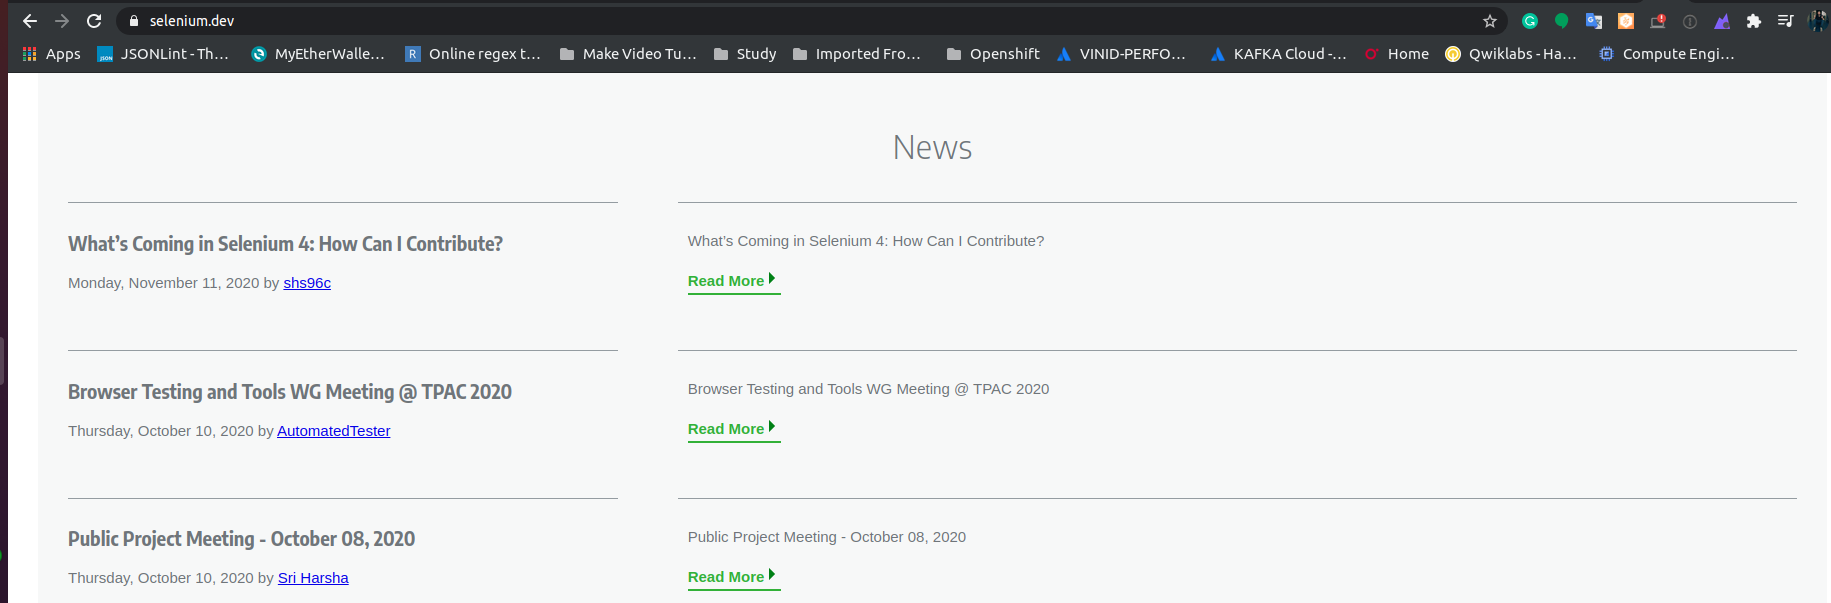 selenium.dev
Apps JSONLint - Th... MyEtherWalle... Online regex t... Make Video Tu... Study Imported Fro... Openshift VINID-PERFO... KAFKA Cloud -... Home Qwiklabs - Ha... Compute Engi...
News
What’s Coming in Selenium 4: How Can I Contribute?
Monday, November 11, 2020 by shs96c
What’s Coming in Selenium 4: How Can I Contribute?
Read More
Browser Testing and Tools WG Meeting @ TPAC 2020
Thursday, October 10, 2020 by AutomatedTester
Browser Testing and Tools WG Meeting @ TPAC 2020
Read More
Public Project Meeting - October 08, 2020
Thursday, October 10, 2020 by Sri Harsha
Public Project Meeting - October 08, 2020
Read More